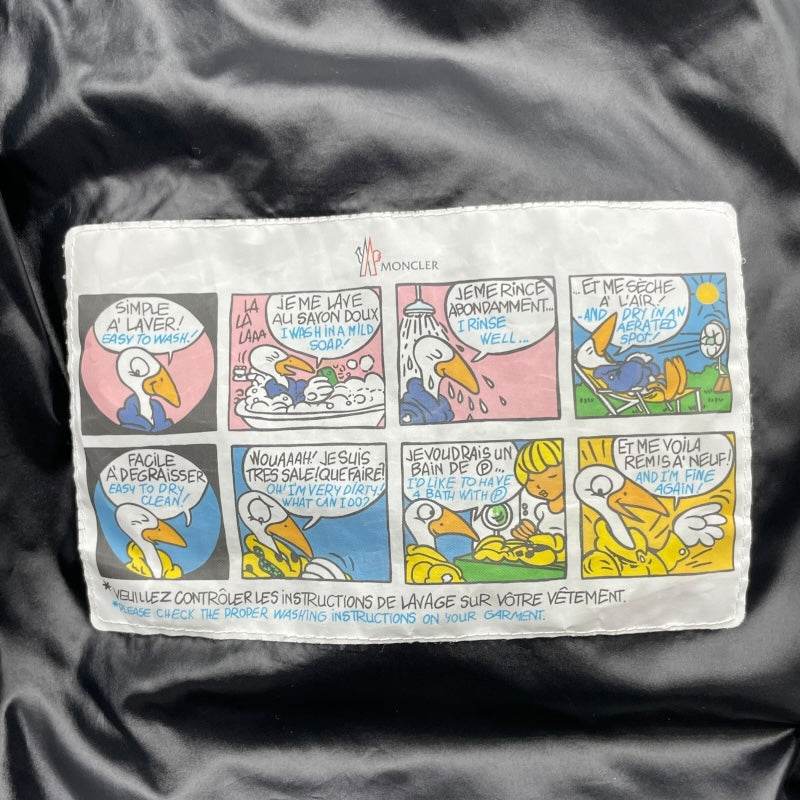 MONCLER
SIMPLE
A' LAVER!
EASY TO WASH!
LA
LA
LAAA
JE ME LAVE
AU SAYON DOUX
I WASH IN A MILD
SOAP!
JE ME RINCE
ABONDAMMENT...
I RINSE
WELL...
...ET ME SÈCHE
A' L'AIR!
-AND I DRY IN AN
AERATED
SPOT!
FACILE
A' DEGRAISSER
EASY TO DRY
CLEAN!
WOUAAAH! JE SUIS
TRES SALE! QUE FAIRE?
OH! I'M VERY DIRTY!
WHAT CAN I DO?
JE VOUDRAIS UN
BAIN DE Ⓟ...
I'D LIKE TO HAVE
A BATH WITH Ⓟ
ET ME VOILA
REMIS A' NEUF!
AND I'M FINE
AGAIN!
*VEUILLEZ CONTRÔLER LES INSTRUCTIONS DE LAVAGE SUR VÔTRE VÊTEMENT.
*PLEASE CHECK THE PROPER WASHING INSTRUCTIONS ON YOUR GARMENT.